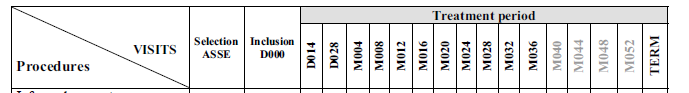 Treatment period
VISITS
Procedures
Selection
ASSE
Inclusion
D000
D014
D028
M004
M008
M012
M016
M020
M024
M028
M032
M036
M040
M044
M048
M052
TERM